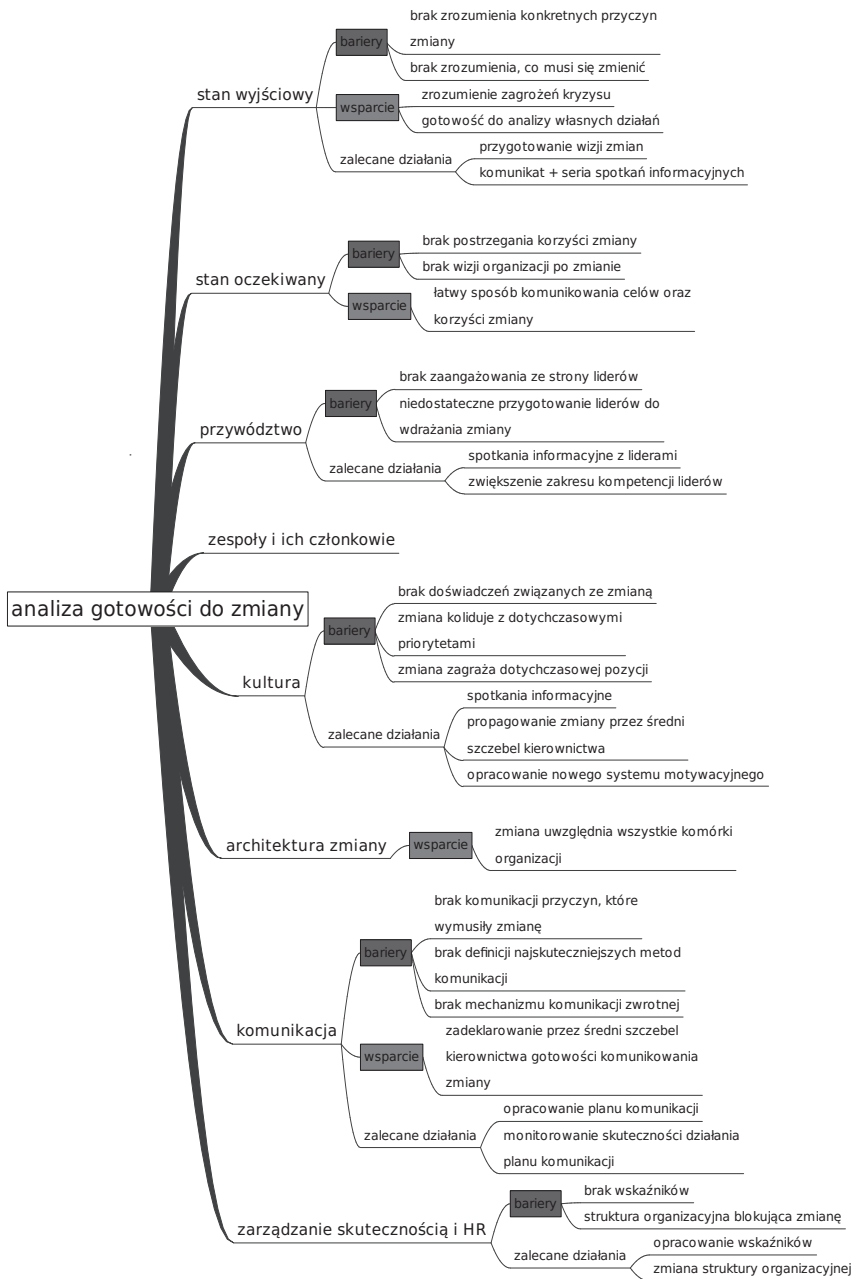 brak zrozumienia konkretnych przyczyn
bariery
zmiany
brak zrozumienia, co musi się zmienić
stan wyjściowy
zrozumienie zagrożeń kryzysu
wsparcie
gotowość do analizy własnych działań
przygotowanie wizji zmian
zalecane działania
komunikat + seria spotkań informacyjnych
brak postrzegania korzyści zmiany
bariery
brak wizji organizacji po zmianie
stan oczekiwany
łatwy sposób komunikowania celów oraz
wsparcie
korzyści zmiany
brak zaangażowania ze strony liderów
bariery
niedostateczne przygotowanie liderów do
wdrażania zmiany
przywództwo
spotkania informacyjne z liderami
zalecane działania
zwiększenie zakresu kompetencji liderów
zespoły i ich członkowie
analiza gotowości do zmiany
brak doświadczeń związanych ze zmianą
zmiana koliduje z dotychczasowymi
bariery
priorytetami
zmiana zagraża dotychczasowej pozycji
kultura
spotkania informacyjne
propagowanie zmiany przez średni
zalecane działania
szczebel kierownictwa
opracowanie nowego systemu motywacyjnego
architektura zmiany
wsparcie
zmiana uwzględnia wszystkie komórki
organizacji
brak komunikacji przyczyn, które
wymusiły zmianę
bariery
brak definicji najskuteczniejszych metod
komunikacji
brak mechanizmu komunikacji zwrotnej
komunikacja
zadeklarowanie przez średni szczebel
wsparcie
kierownictwa gotowości komunikowania
zmiany
opracowanie planu komunikacji
zalecane działania
monitorowanie skuteczności działania
planu komunikacji
brak wskaźników
bariery
struktura organizacyjna blokująca zmianę
zarządzanie skutecznością i HR
opracowanie wskaźników
zalecane działania
zmiana struktury organizacyjnej